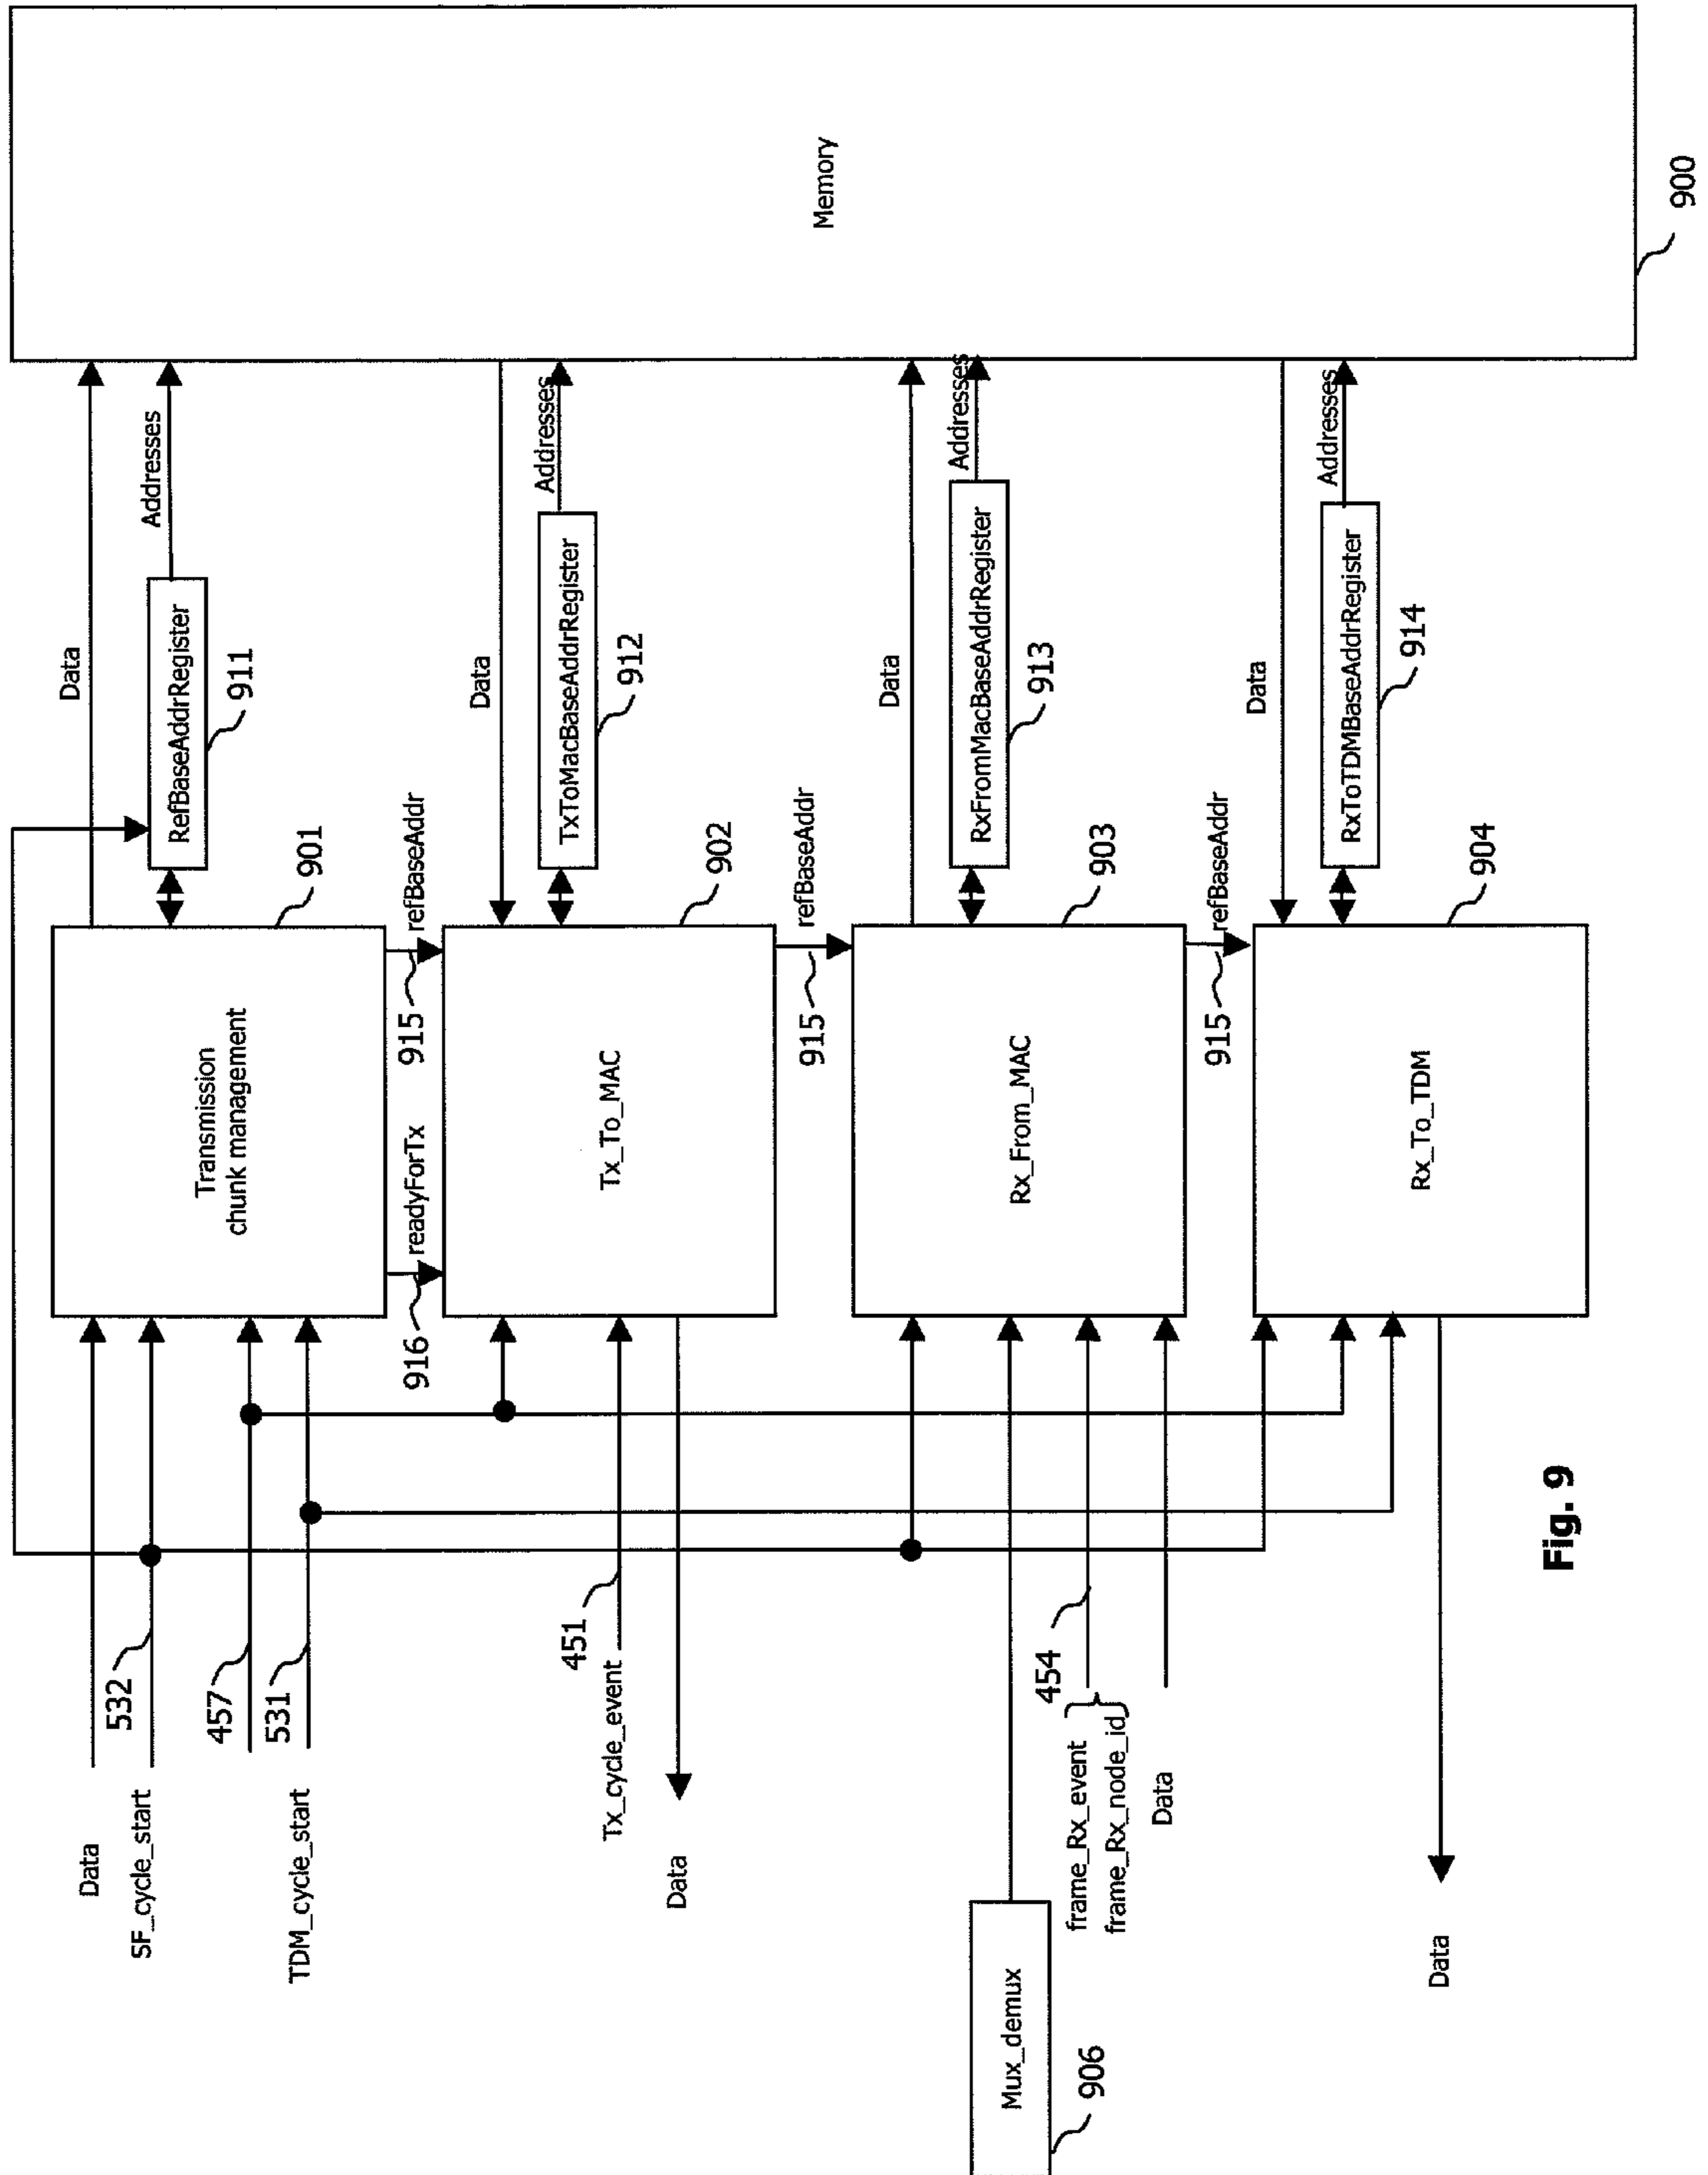 Memory
900
Data
Addresses
RefBaseAddrRegister
911
Data
Addresses
TxToMacBaseAddrRegister
912
Data
Addresses
RxFromMacBaseAddrRegister
913
Data
Addresses
RxToTDMBaseAddrRegister
914
Transmission
chunk management
901
915
refBaseAddr
916
readyForTx
Tx_To_MAC
902
915
refBaseAddr
Rx_From_MAC
903
915
refBaseAddr
Rx_To_TDM
904
Data
SF_cycle_start
532
457
TDM_cycle_start
531
Tx_cycle_event
451
Data
Mux_demux
906
frame_Rx_event
frame_Rx_node_id
454
Data
Data
Fig. 9